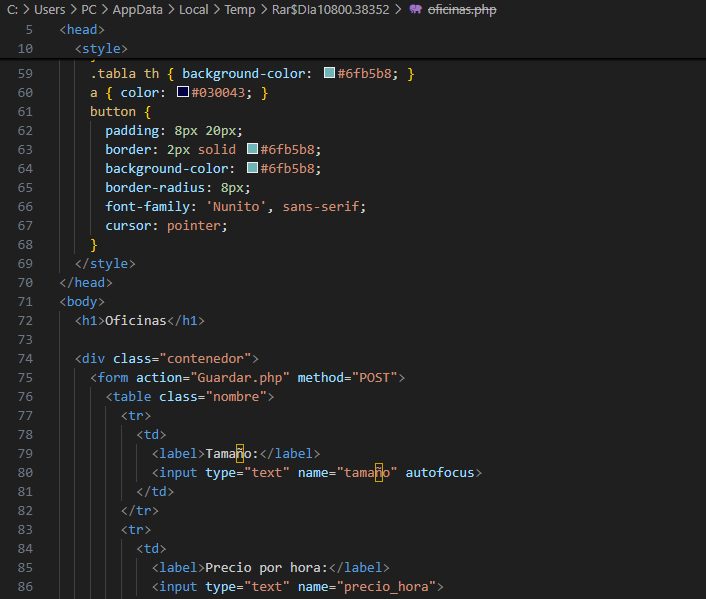 C: > Users > PC > AppData > Local > Temp > Rar$DIa10800.38352 > oficinas.php
5 <head>
10 <style>
59 .tabla th { background-color: #6fb5b8; }
60 a { color: #030043; }
61 button {
62 padding: 8px 20px;
63 border: 2px solid #6fb5b8;
64 background-color: #6fb5b8;
65 border-radius: 8px;
66 font-family: 'Nunito', sans-serif;
67 cursor: pointer;
68 }
69 </style>
70 </head>
71 <body>
72 <h1>Oficinas</h1>
73
74 <div class="contenedor">
75 <form action="Guardar.php" method="POST">
76 <table class="nombre">
77 <tr>
78 <td>
79 <label>Tamaño:</label>
80 <input type="text" name="tamaño" autofocus>
81 </td>
82 </tr>
83 <tr>
84 <td>
85 <label>Precio por hora:</label>
86 <input type="text" name="precio_hora">